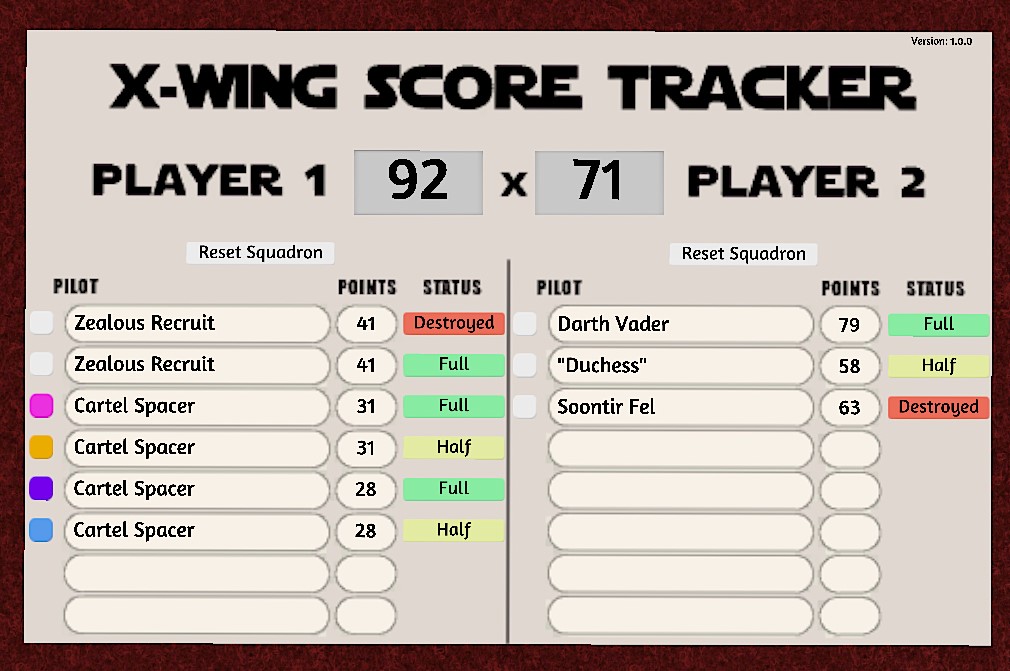 Version: 1.0.0
X-WING SCORE TRACKER
PLAYER 1 92 x 71 PLAYER 2
Reset Squadron
PILOT POINTS STATUS
Zealous Recruit 41 Destroyed
Zealous Recruit 41 Full
Cartel Spacer 31 Full
Cartel Spacer 31 Half
Cartel Spacer 28 Full
Cartel Spacer 28 Half
Reset Squadron
PILOT POINTS STATUS
Darth Vader 79 Full
"Duchess" 58 Half
Soontir Fel 63 Destroyed